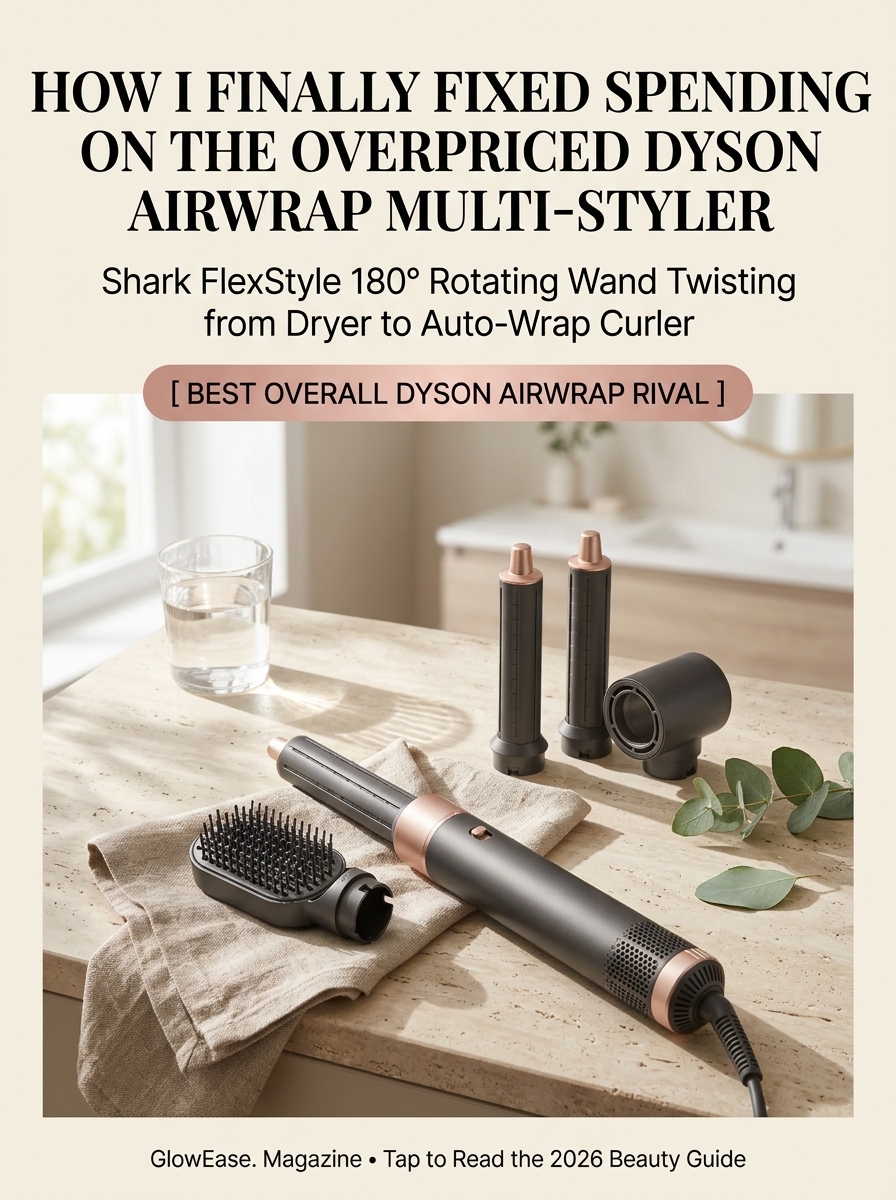 HOW I FINALLY FIXED SPENDING
ON THE OVERPRICED DYSON
AIRWRAP MULTI-STYLER
Shark FlexStyle 180° Rotating Wand Twisting
from Dryer to Auto-Wrap Curler
[ BEST OVERALL DYSON AIRWRAP RIVAL ]
GlowEase. Magazine • Tap to Read the 2026 Beauty Guide